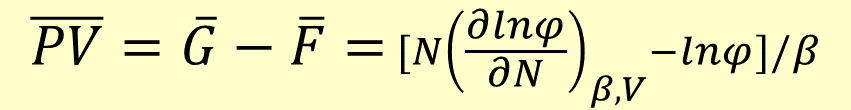 $\overline{PV} = \bar{G} - \bar{F} = [N\left(\frac{\partial ln\varphi}{\partial N}\right)_{\beta,V} - ln\varphi]/\beta$